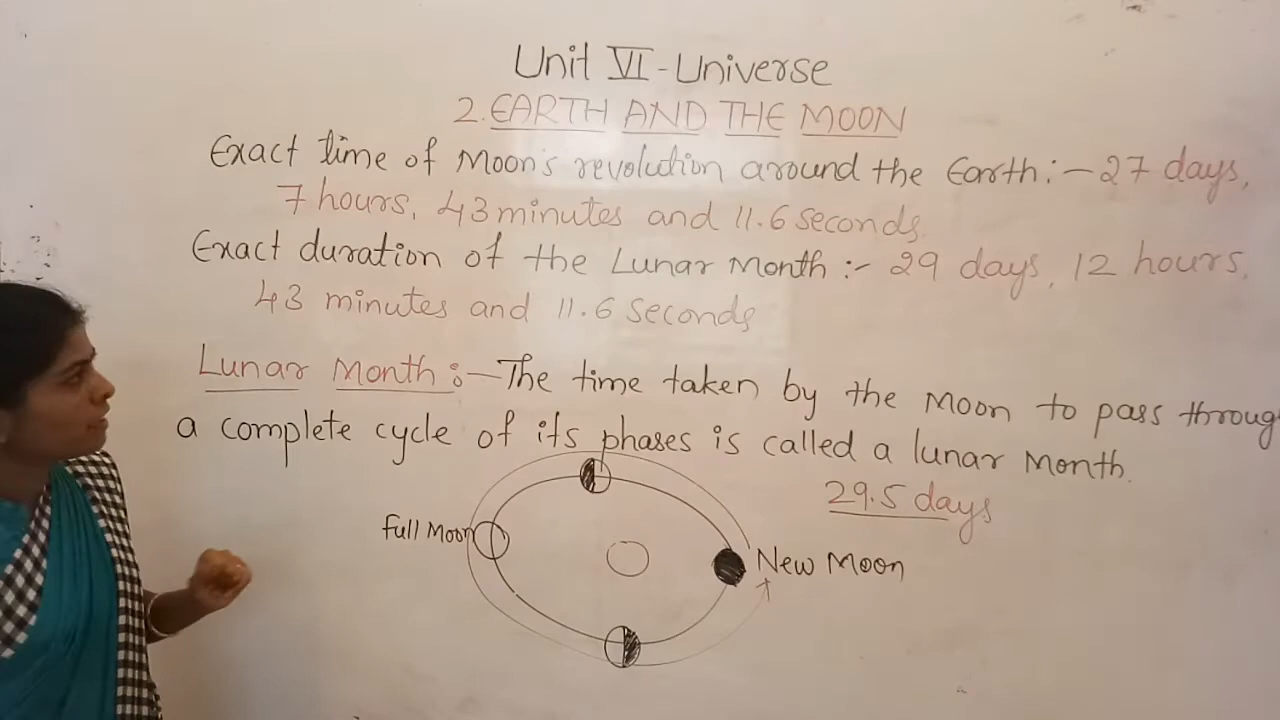 Unit VI - Universe
2. EARTH AND THE MOON
Exact time of Moon's revolution around the Earth :- 27 days,
7 hours, 43 minutes and 11.6 seconds
Exact duration of the Lunar Month :- 29 days, 12 hours,
43 minutes and 11.6 seconds
Lunar Month :- The time taken by the Moon to pass throug
a complete cycle of its phases is called a lunar month.
29.5 days
Full Moon
New Moon